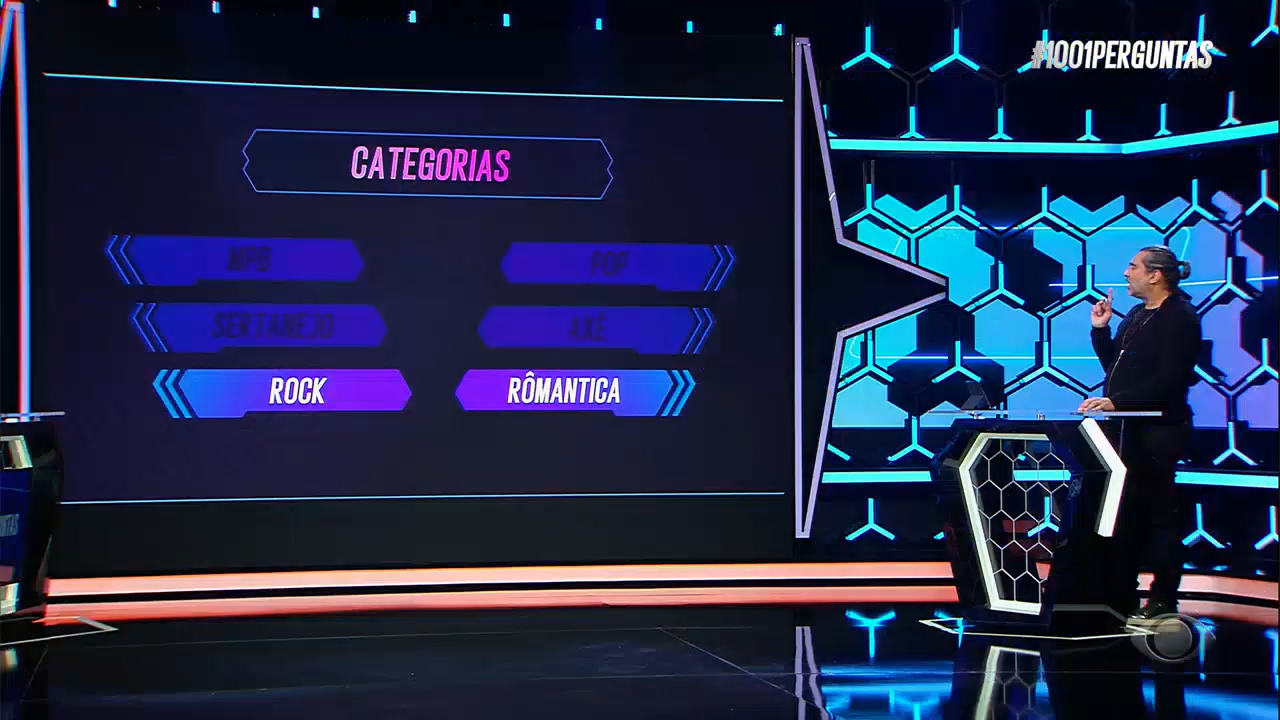 #1001PERGUNTAS
CATEGORIAS
MPB
POP
SERTANEJO
AXÉ
ROCK
RÔMANTICA